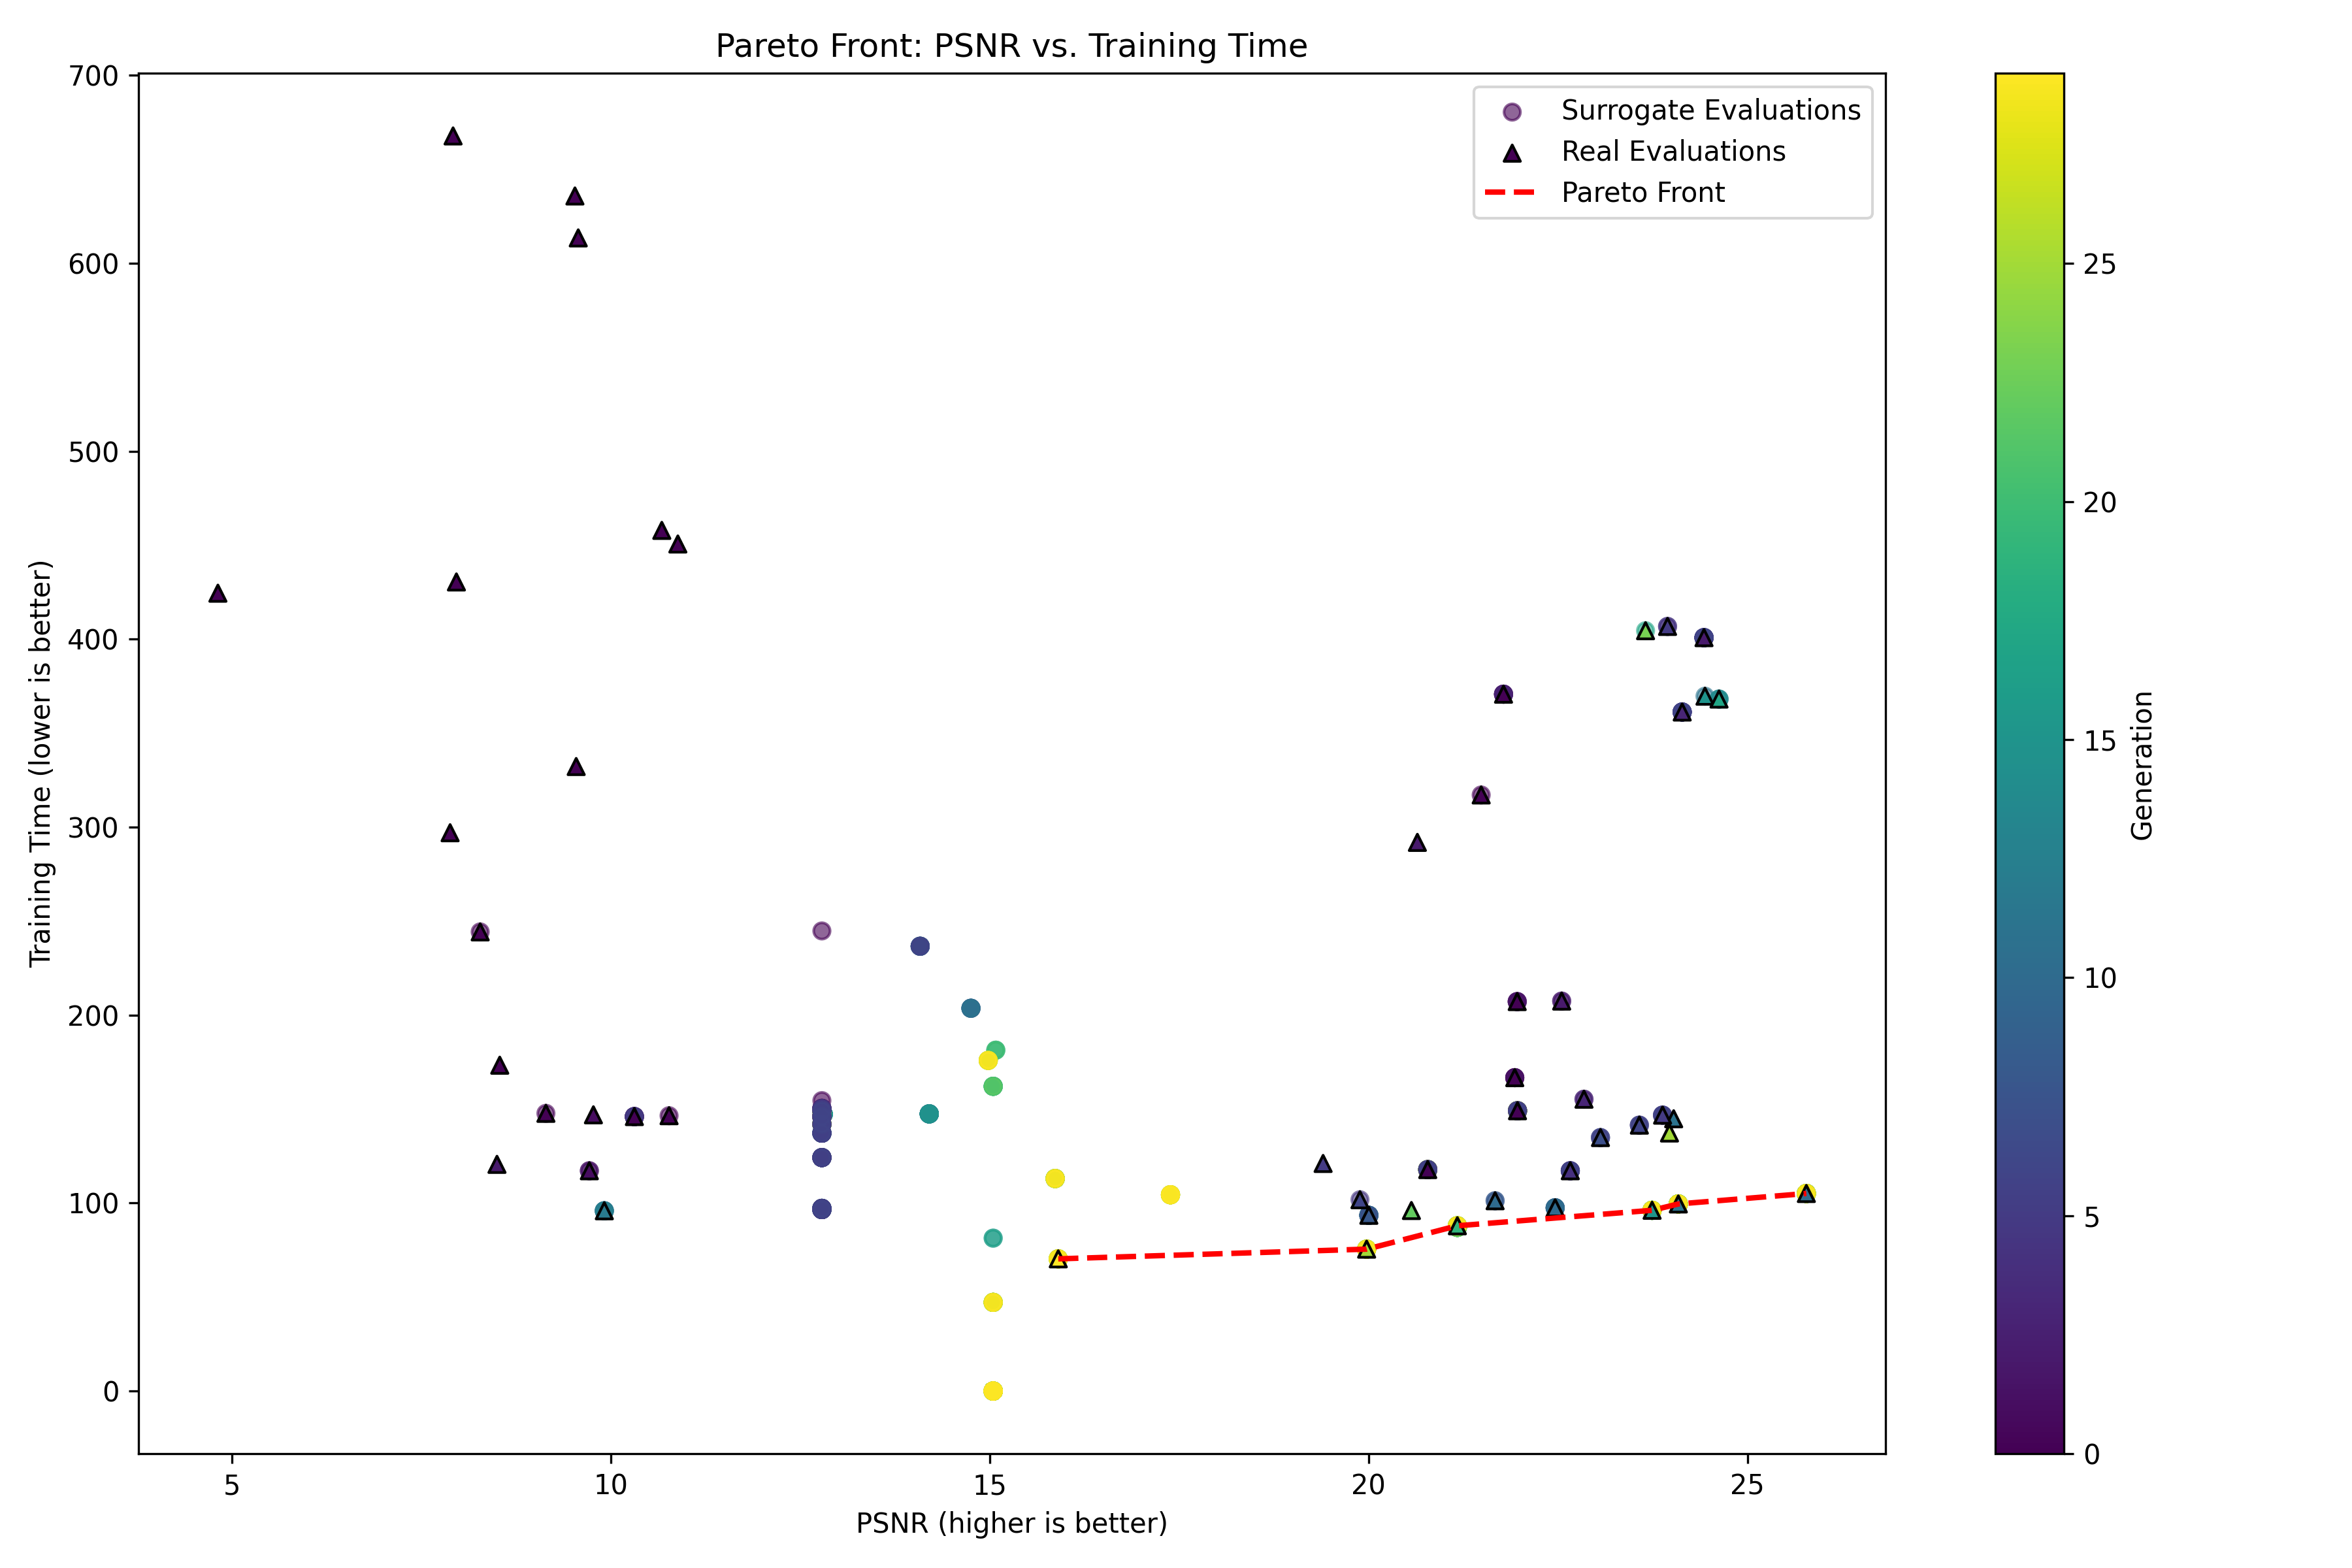 Pareto Front: PSNR vs. Training Time
Surrogate Evaluations
Real Evaluations
Pareto Front
Training Time (lower is better)
700
600
500
400
300
200
100
0
5
10
15
20
25
PSNR (higher is better)
25
20
15
10
5
0
Generation